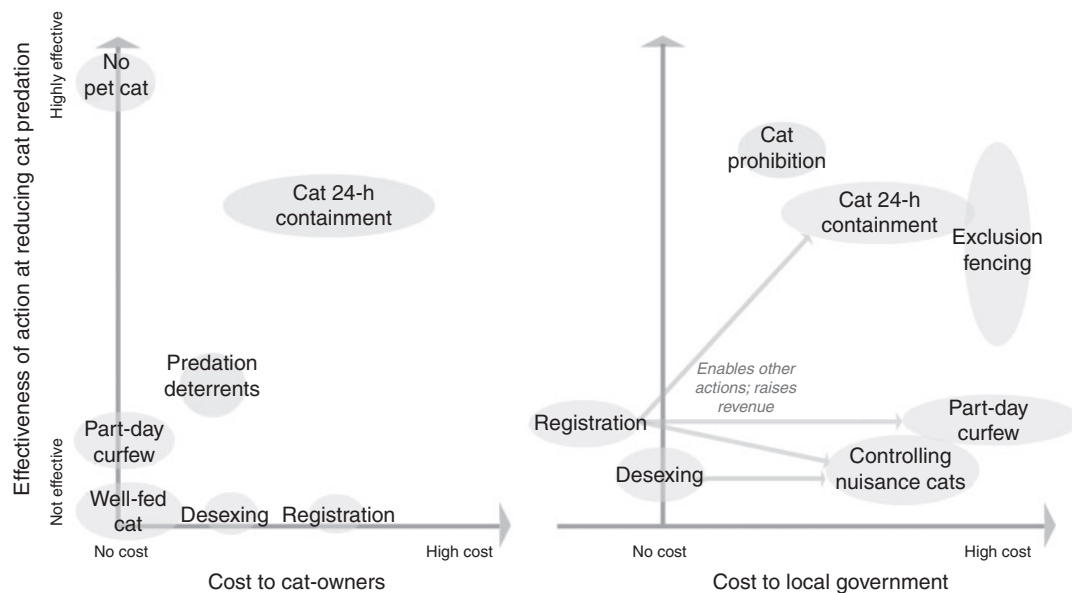 Effectiveness of action at reducing cat predation
Highly effective
Not effective
No
pet cat
Cat 24-h
containment
Predation
deterrents
Part-day
curfew
Well-fed
cat
Desexing
Registration
No cost
High cost
Cost to cat-owners
Cat
prohibition
Cat 24-h
containment
Exclusion
fencing
Enables other
actions; raises
revenue
Registration
Part-day
curfew
Desexing
Controlling
nuisance cats
No cost
High cost
Cost to local government